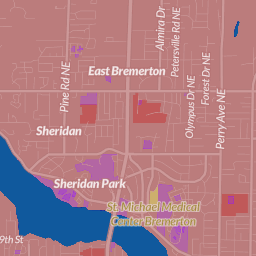 Almira Dr
Petersville Rd NE
Pine Rd NE
East Bremerton
Olympus Dr NE
Forest Dr NE
Perry Ave NE
Sheridan
Sheridan Park
St. Michael Medical
Center Bremerton
9th St